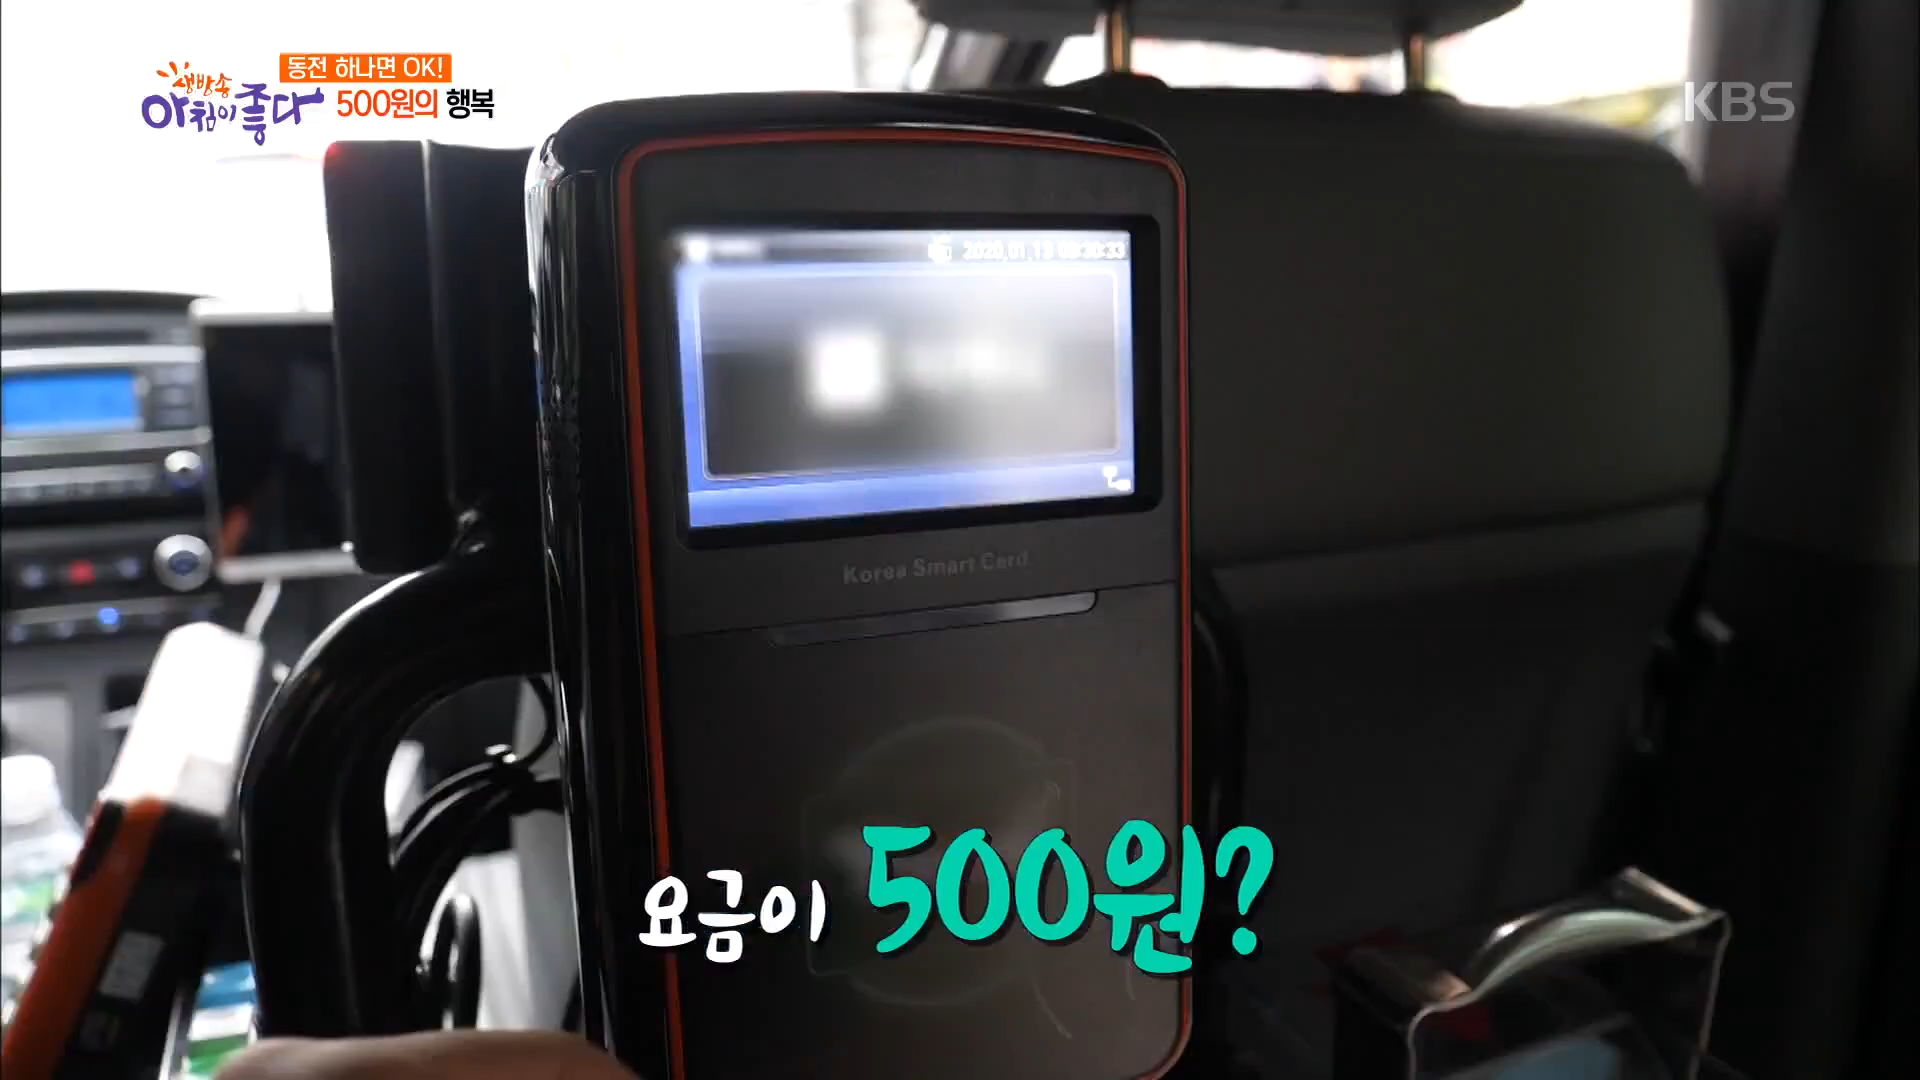 생방송
아침이 좋다
동전 하나면 OK!
500원의 행복
KBS
Korea Smart Card
요금이 500원?